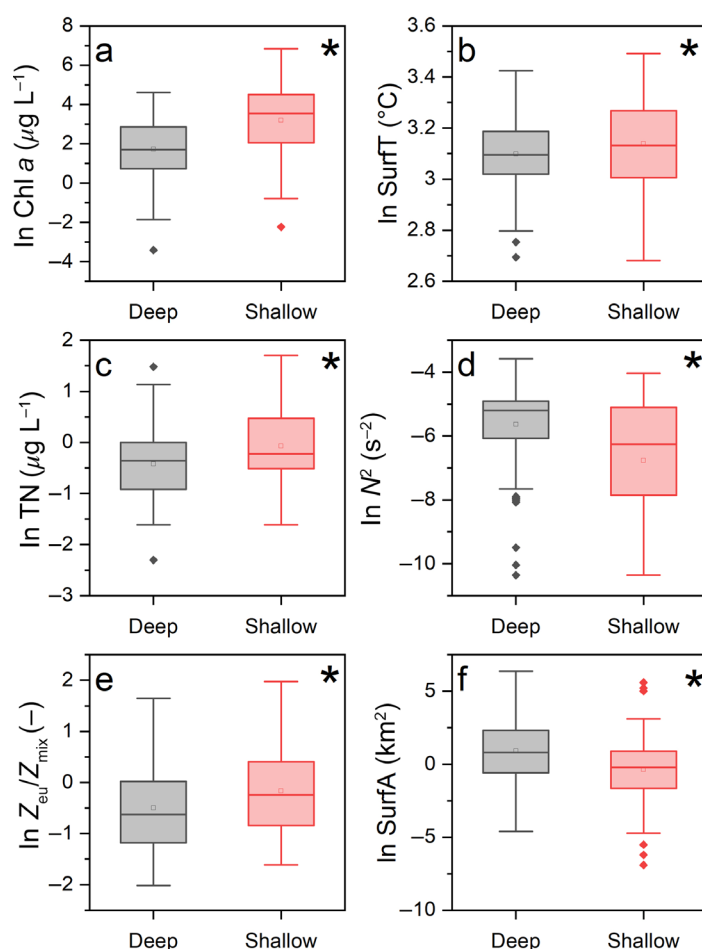 a
*
ln Chl a (μg L⁻¹)
8
6
4
2
0
–2
–4
Deep
Shallow
b
*
ln SurfT (°C)
3.6
3.4
3.2
3.0
2.8
2.6
Deep
Shallow
c
*
ln TN (μg L⁻¹)
2
1
0
–1
–2
–3
Deep
Shallow
d
*
ln N² (s⁻²)
–4
–6
–8
–10
Deep
Shallow
e
*
ln Zeu/Zmix (–)
2
1
0
–1
–2
Deep
Shallow
f
*
ln SurfA (km²)
5
0
–5
–10
Deep
Shallow